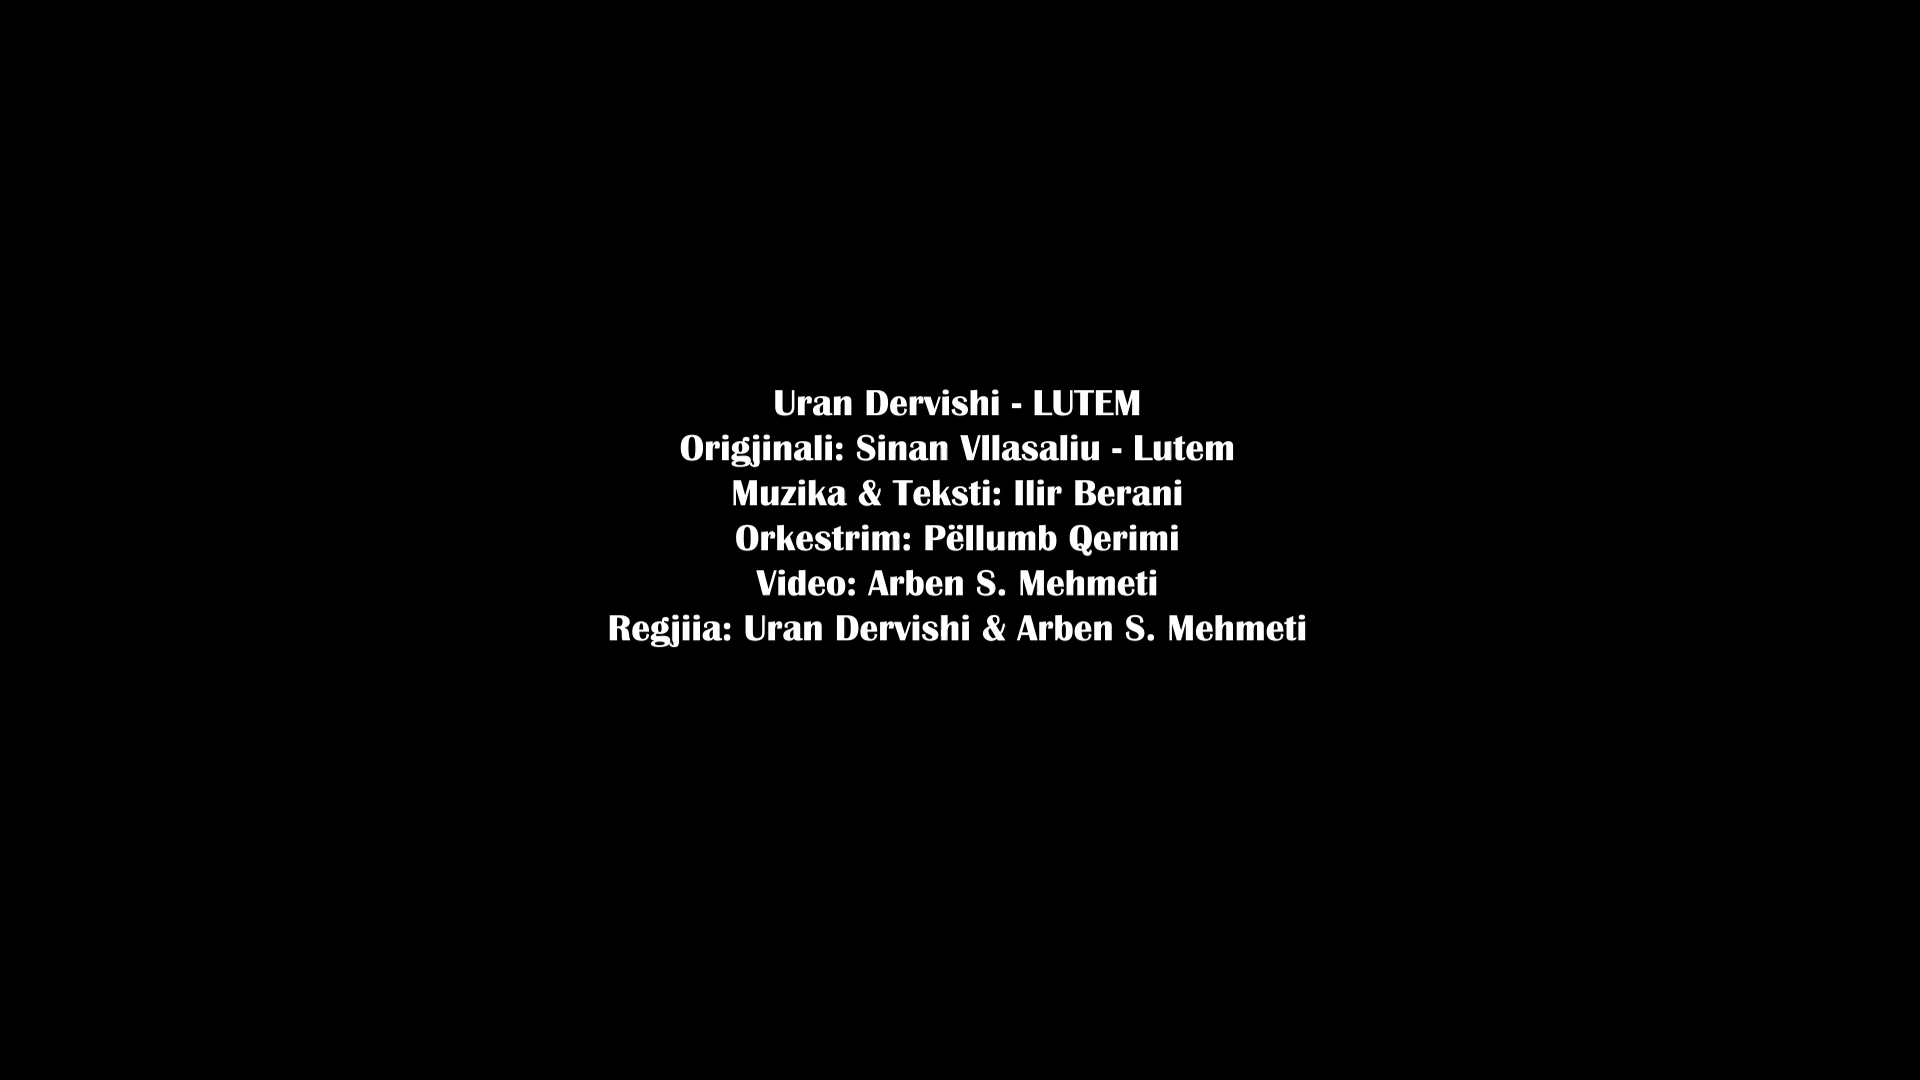 Uran Dervishi - LUTEM
Origjinali: Sinan Vllasaliu - Lutem
Muzika & Teksti: Ilir Berani
Orkestrim: Pëllumb Qerimi
Video: Arben S. Mehmeti
Regjiia: Uran Dervishi & Arben S. Mehmeti